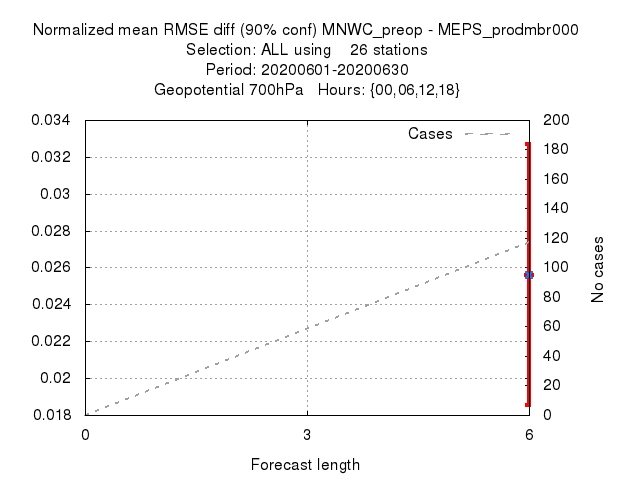 Normalized mean RMSE diff (90% conf) MNWC_preop - MEPS_prodmbr000
Selection: ALL using 26 stations
Period: 20200601-20200630
Geopotential 700hPa Hours: {00,06,12,18}
Cases
0.034
0.032
0.03
0.028
0.026
0.024
0.022
0.02
0.018
200
180
160
140
120
100
80
60
40
20
0
No cases
0 3 6
Forecast length